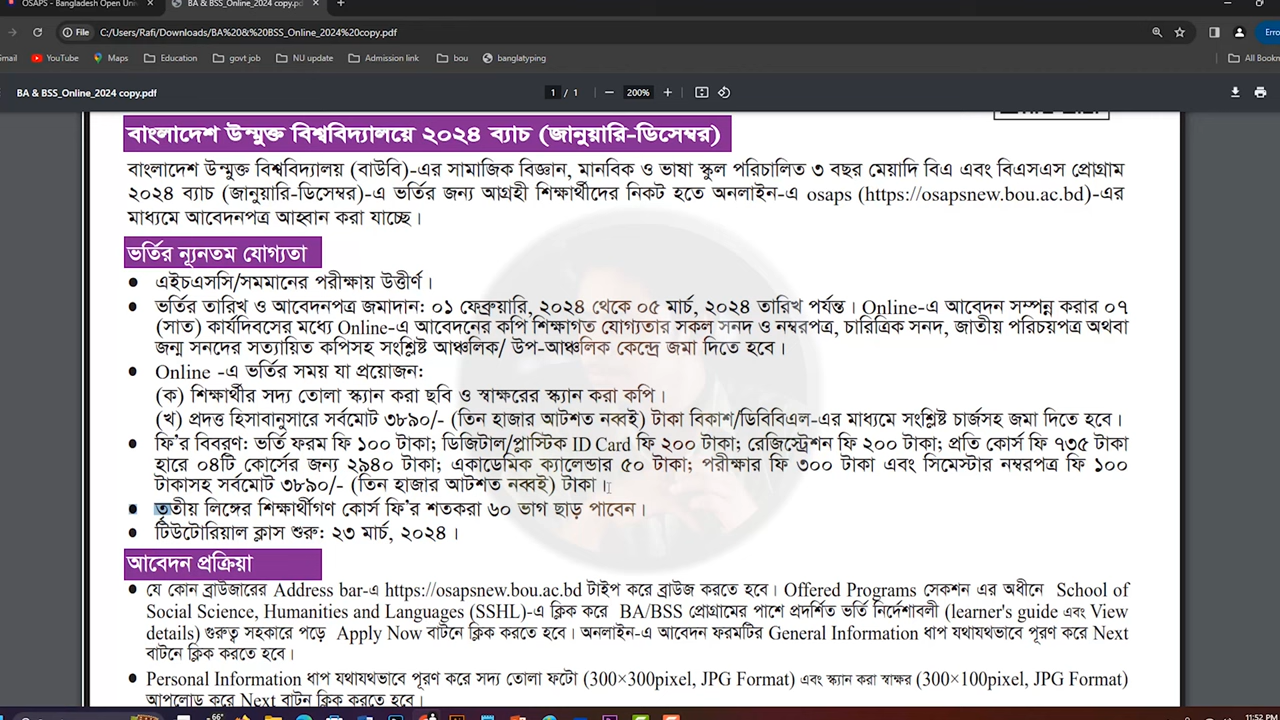 OSAPS - Bangladesh Open Uni
BA & BSS_Online_2024 copy.pdf
File C:/Users/Rafi/Downloads/BA%20&%20BSS_Online_2024%20copy.pdf
Erro
Gmail YouTube Maps Education govt job NU update Admission link bou banglatyping All Bookm
BA & BSS_Online_2024 copy.pdf 1 / 1 200%
বাংলাদেশ উন্মুক্ত বিশ্ববিদ্যালয়ে ২০২৪ ব্যাচ (জানুয়ারি-ডিসেম্বর)
বাংলাদেশ উন্মুক্ত বিশ্ববিদ্যালয় (বাউবি)-এর সামাজিক বিজ্ঞান, মানবিক ও ভাষা স্কুল পরিচালিত ৩ বছর মেয়াদি বিএ এবং বিএসএস প্রোগ্রাম
২০২৪ ব্যাচ (জানুয়ারি-ডিসেম্বর)-এ ভর্তির জন্য আগ্রহী শিক্ষার্থীদের নিকট হতে অনলাইন-এ osaps (https://osapsnew.bou.ac.bd)-এর
মাধ্যমে আবেদনপত্র আহ্বান করা যাচ্ছে।
ভর্তির ন্যূনতম যোগ্যতা
● এইচএসসি/সমমানের পরীক্ষায় উত্তীর্ণ।
● ভর্তির তারিখ ও আবেদনপত্র জমাদান: ০১ ফেব্রুয়ারি, ২০২৪ থেকে ০৫ মার্চ, ২০২৪ তারিখ পর্যন্ত। Online-এ আবেদন সম্পন্ন করার ০৭
(সাত) কার্যদিবসের মধ্যে Online-এ আবেদনের কপি শিক্ষাগত যোগ্যতার সকল সনদ ও নম্বরপত্র, চারিত্রিক সনদ, জাতীয় পরিচয়পত্র অথবা
জন্ম সনদের সত্যায়িত কপিসহ সংশ্লিষ্ট আঞ্চলিক/ উপ-আঞ্চলিক কেন্দ্রে জমা দিতে হবে।
● Online -এ ভর্তির সময় যা প্রয়োজন:
(ক) শিক্ষার্থীর সদ্য তোলা স্ক্যান করা ছবি ও স্বাক্ষরের স্ক্যান করা কপি।
(খ) প্রদত্ত হিসাবানুসারে সর্বমোট ৩৮৯০/- (তিন হাজার আটশত নব্বই) টাকা বিকাশ/ডিবিবিএল-এর মাধ্যমে সংশ্লিষ্ট চার্জসহ জমা দিতে হবে।
● ফি'র বিবরণ: ভর্তি ফরম ফি ১০০ টাকা; ডিজিটাল/প্লাস্টিক ID Card ফি ২০০ টাকা; রেজিস্ট্রেশন ফি ২০০ টাকা; প্রতি কোর্স ফি ৭৩৫ টাকা
হারে ০৪টি কোর্সের জন্য ২৯৪০ টাকা; একাডেমিক ক্যালেন্ডার ৫০ টাকা; পরীক্ষার ফি ৩০০ টাকা এবং সিমেস্টার নম্বরপত্র ফি ১০০
টাকাসহ সর্বমোট ৩৮৯০/- (তিন হাজার আটশত নব্বই) টাকা।
● তৃতীয় লিঙ্গের শিক্ষার্থীগণ কোর্স ফি'র শতকরা ৬০ ভাগ ছাড় পাবেন।
● টিউটোরিয়াল ক্লাস শুরু: ২৩ মার্চ, ২০২৪।
আবেদন প্রক্রিয়া
● যে কোন ব্রাউজারের Address bar-এ https://osapsnew.bou.ac.bd টাইপ করে ব্রাউজ করতে হবে। Offered Programs সেকশন এর অধীনে School of
Social Science, Humanities and Languages (SSHL)-এ ক্লিক করে BA/BSS প্রোগ্রামের পাশে প্রদর্শিত ভর্তি নির্দেশাবলী (learner's guide এবং View
details) গুরুত্ব সহকারে পড়ে Apply Now বাটনে ক্লিক করতে হবে। অনলাইন-এ আবেদন ফরমটির General Information ধাপ যথাযথভাবে পূরণ করে Next
বাটনে ক্লিক করতে হবে।
● Personal Information ধাপ যথাযথভাবে পূরণ করে সদ্য তোলা ফটো (300×300pixel, JPG Format) এবং স্ক্যান করা স্বাক্ষর (300×100pixel, JPG Format)
আপলোড করে Next বাটন ক্লিক করতে হবে।
66°
11:52 PM